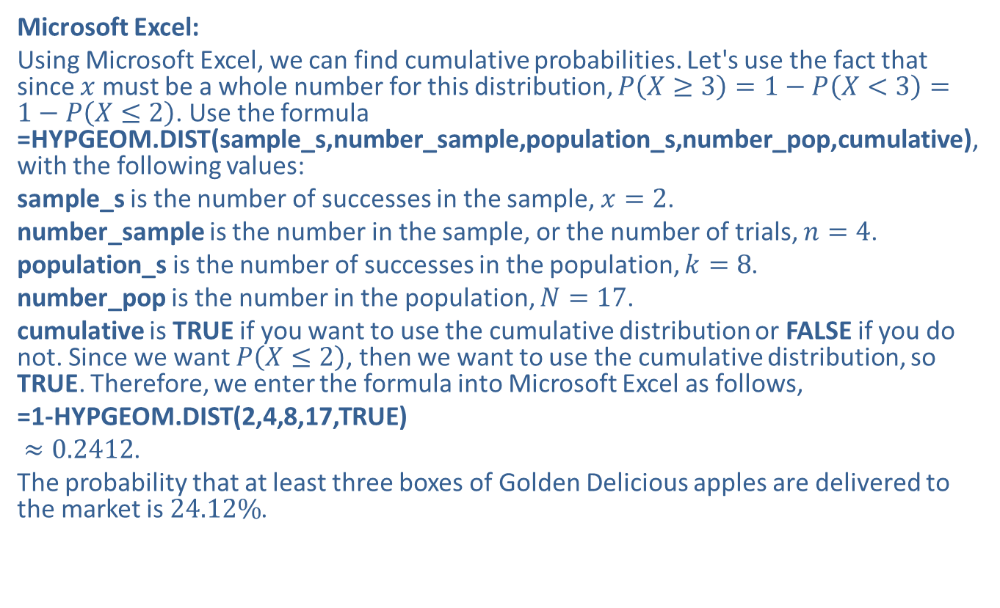 Microsoft Excel:
Using Microsoft Excel, we can find cumulative probabilities. Let's use the fact that
since x must be a whole number for this distribution, P(X ≥ 3) = 1 − P(X < 3) =
1 − P(X ≤ 2). Use the formula
=HYPGEOM.DIST(sample_s,number_sample,population_s,number_pop,cumulative),
with the following values:
sample_s is the number of successes in the sample, x = 2.
number_sample is the number in the sample, or the number of trials, n = 4.
population_s is the number of successes in the population, k = 8.
number_pop is the number in the population, N = 17.
cumulative is TRUE if you want to use the cumulative distribution or FALSE if you do
not. Since we want P(X ≤ 2), then we want to use the cumulative distribution, so
TRUE. Therefore, we enter the formula into Microsoft Excel as follows,
=1-HYPGEOM.DIST(2,4,8,17,TRUE)
≈ 0.2412.
The probability that at least three boxes of Golden Delicious apples are delivered to
the market is 24.12%.